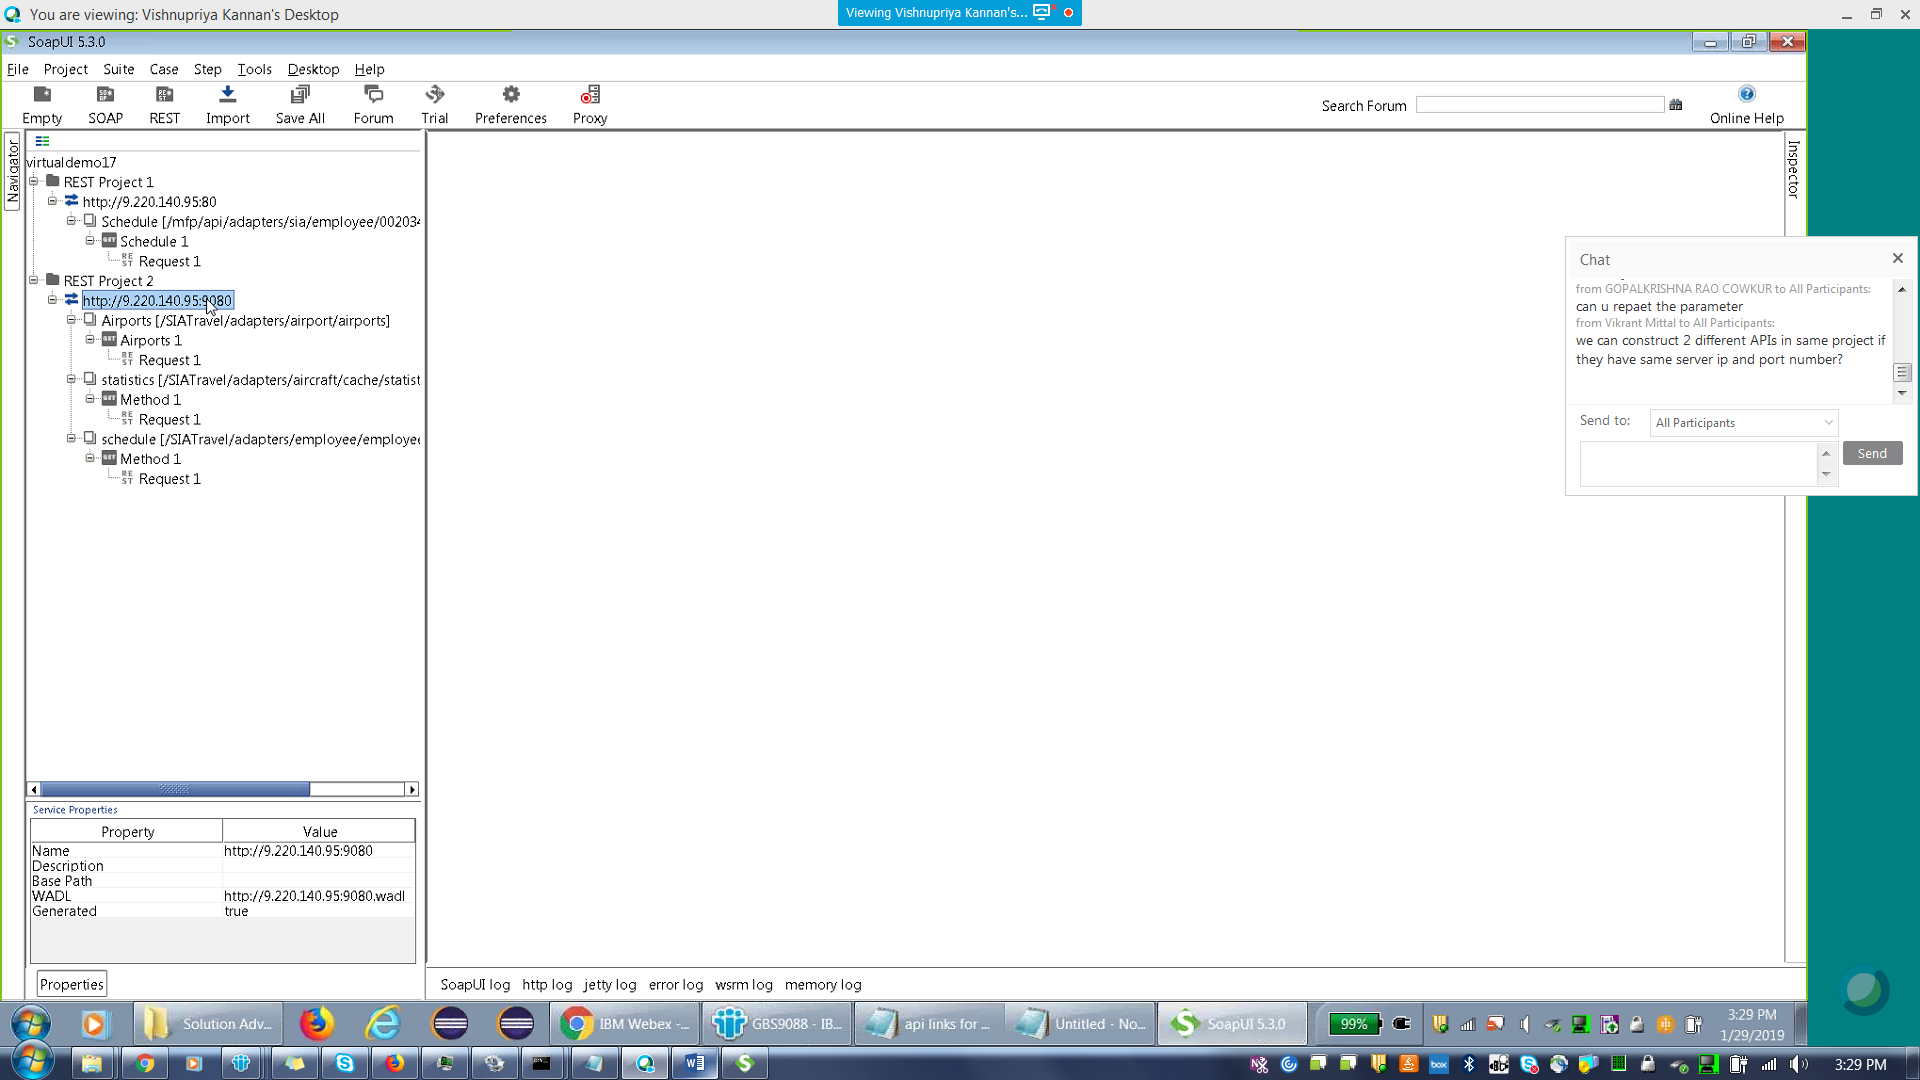 You are viewing: Vishnupriya Kannan's Desktop
Viewing Vishnupriya Kannan's...
SoapUI 5.3.0
File Project Suite Case Step Tools Desktop Help
Empty SOAP REST Import Save All Forum Trial Preferences Proxy
Search Forum
Online Help
Navigator
Inspector
virtualdemo17
REST Project 1
http://9.220.140.95:80
Schedule [/mfp/api/adapters/sia/employee/002034
Schedule 1
Request 1
REST Project 2
http://9.220.140.95:9080
Airports [/SIATravel/adapters/airport/airports]
Airports 1
Request 1
statistics [/SIATravel/adapters/aircraft/cache/statist
Method 1
Request 1
schedule [/SIATravel/adapters/employee/employee
Method 1
Request 1
Chat
from GOPALKRISHNA RAO COWKUR to All Participants:
can u repaet the parameter
from Vikrant Mittal to All Participants:
we can construct 2 different APIs in same project if
they have same server ip and port number?
Send to: All Participants
Send
Service Properties
Property Value
Name http://9.220.140.95:9080
Description
Base Path
WADL http://9.220.140.95:9080.wadl
Generated true
Properties
SoapUI log http log jetty log error log wsrm log memory log
Solution Adv... IBM Webex -... GBS9088 - IB... api links for ... Untitled - No... SoapUI 5.3.0 99%
3:29 PM
1/29/2019
3:29 PM